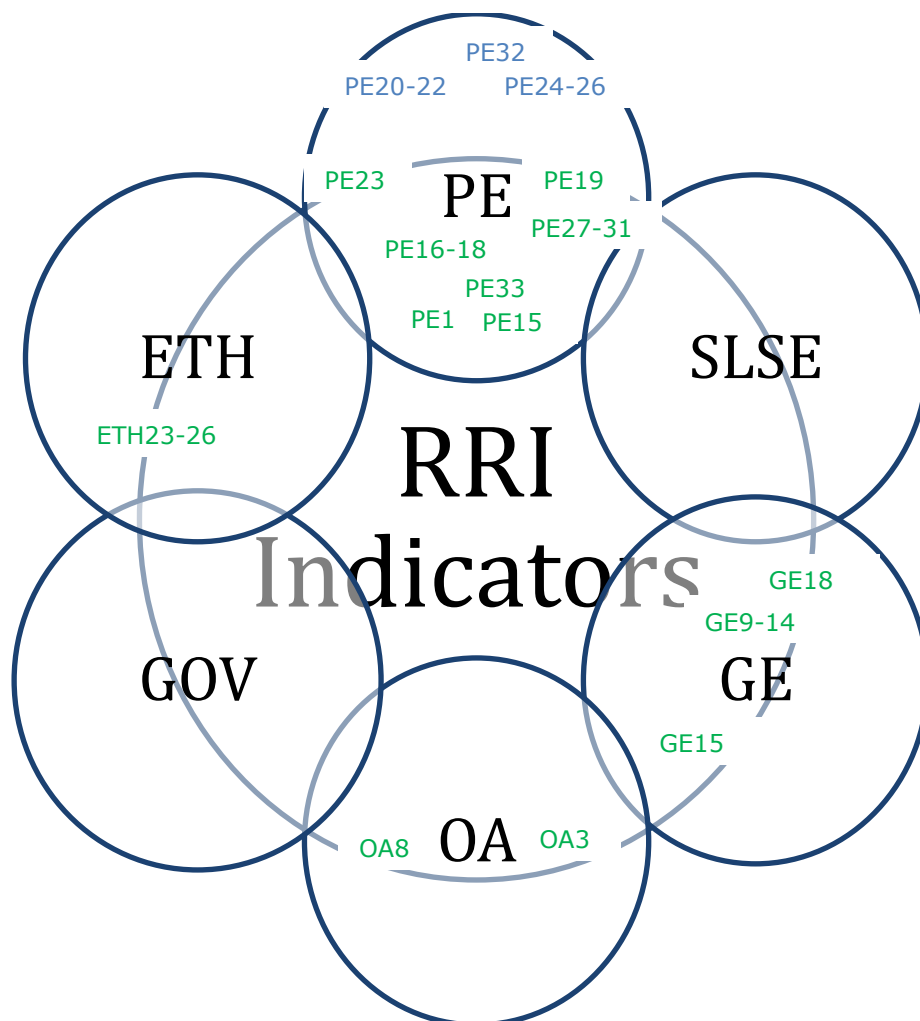 PE32
PE20-22 PE24-26
PE23 PE PE19
PE27-31
PE16-18
PE33
PE1 PE15
ETH SLSE
ETH23-26
RRI
Indicators
GE18
GE9-14
GOV GE
GE15
OA8 OA OA3